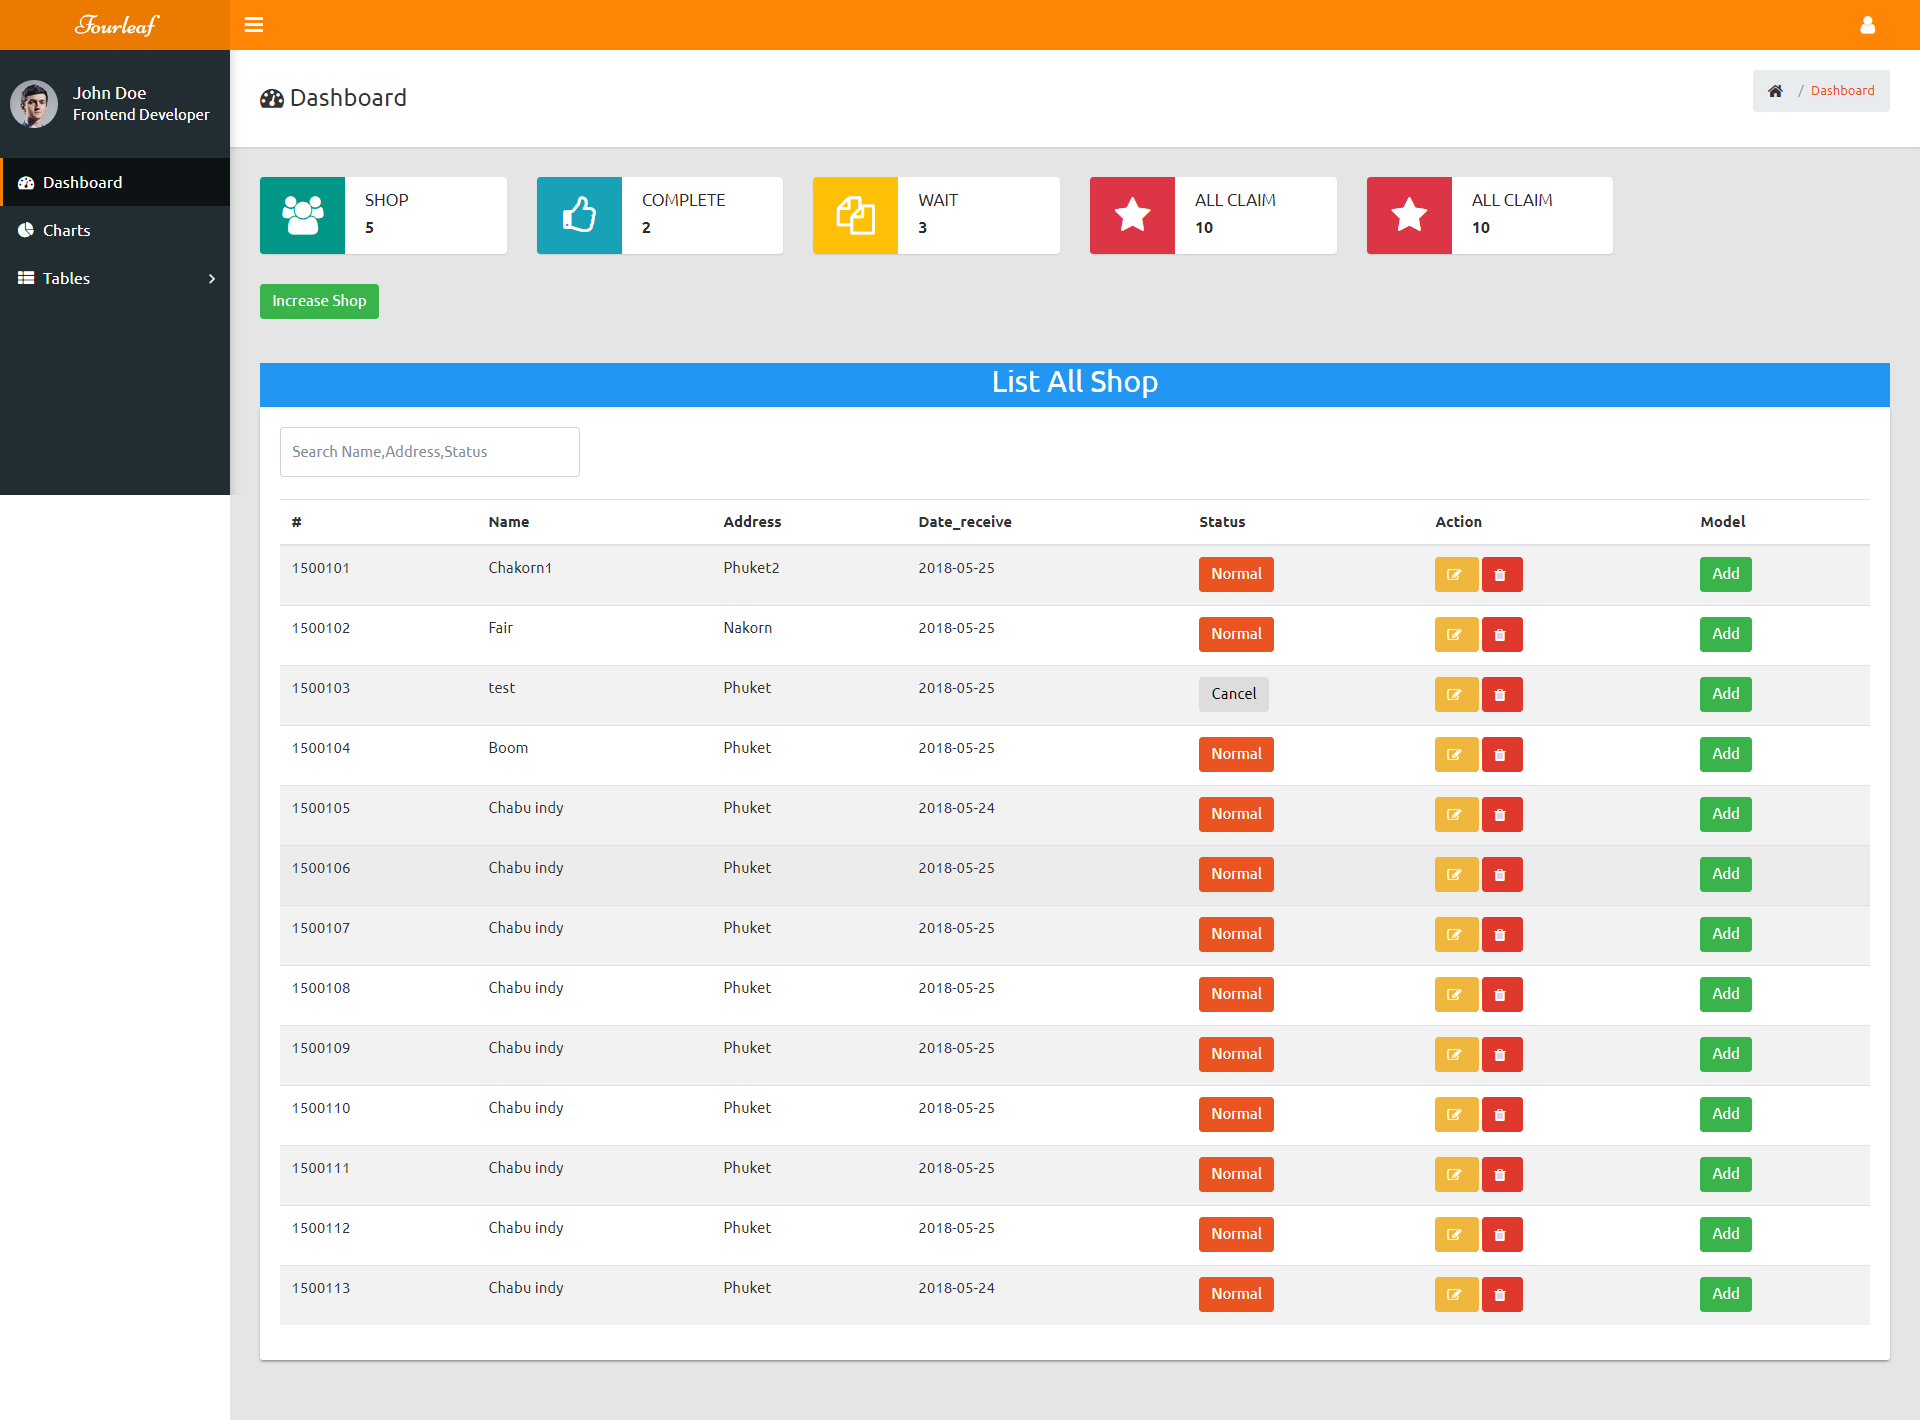 Fourleaf
John Doe
Frontend Developer
Dashboard
Charts
Tables
Dashboard
/ Dashboard
SHOP
5
COMPLETE
2
WAIT
3
ALL CLAIM
10
ALL CLAIM
10
Increase Shop
List All Shop
Search Name,Address,Status
# Name Address Date_receive Status Action Model
1500101 Chakorn1 Phuket2 2018-05-25 Normal Add
1500102 Fair Nakorn 2018-05-25 Normal Add
1500103 test Phuket 2018-05-25 Cancel Add
1500104 Boom Phuket 2018-05-25 Normal Add
1500105 Chabu indy Phuket 2018-05-24 Normal Add
1500106 Chabu indy Phuket 2018-05-25 Normal Add
1500107 Chabu indy Phuket 2018-05-25 Normal Add
1500108 Chabu indy Phuket 2018-05-25 Normal Add
1500109 Chabu indy Phuket 2018-05-25 Normal Add
1500110 Chabu indy Phuket 2018-05-25 Normal Add
1500111 Chabu indy Phuket 2018-05-25 Normal Add
1500112 Chabu indy Phuket 2018-05-25 Normal Add
1500113 Chabu indy Phuket 2018-05-24 Normal Add